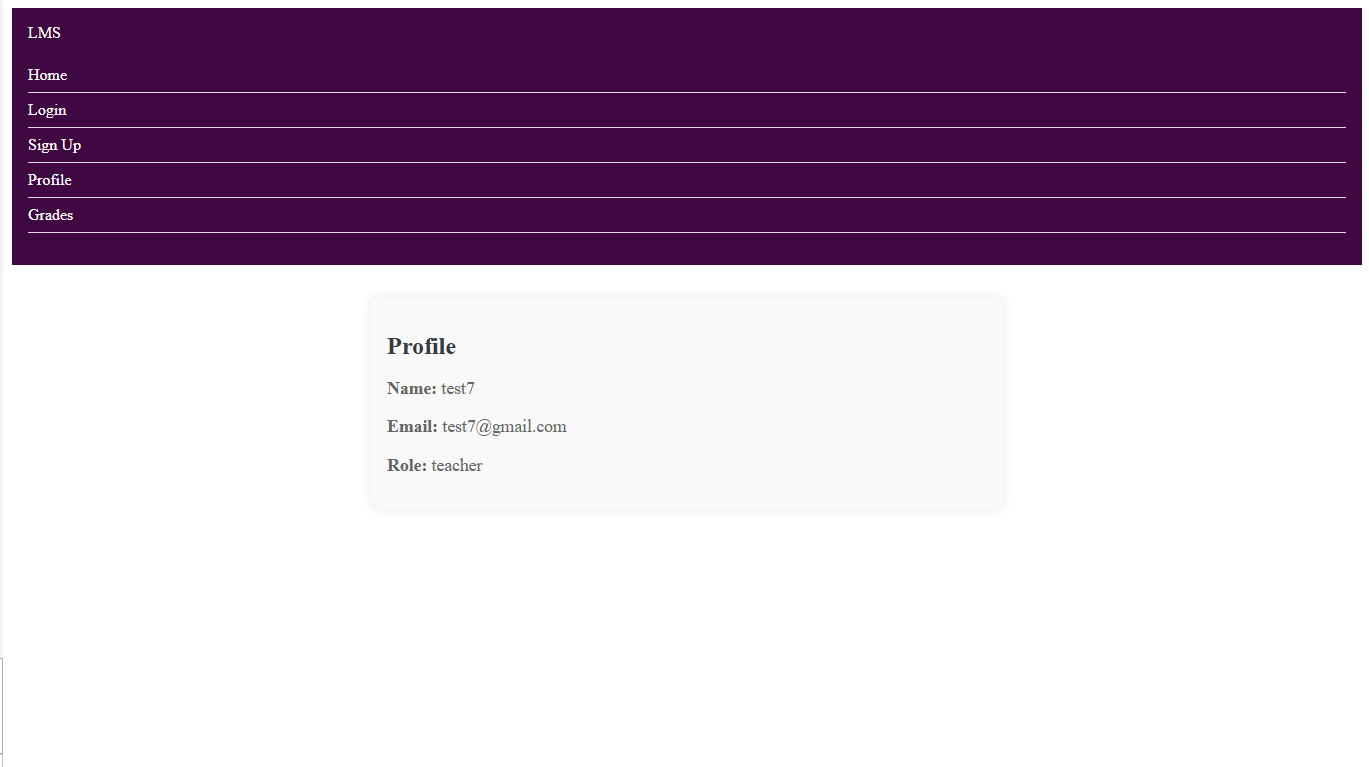 LMS
Home
Login
Sign Up
Profile
Grades
Profile
Name: test7
Email: test7@gmail.com
Role: teacher